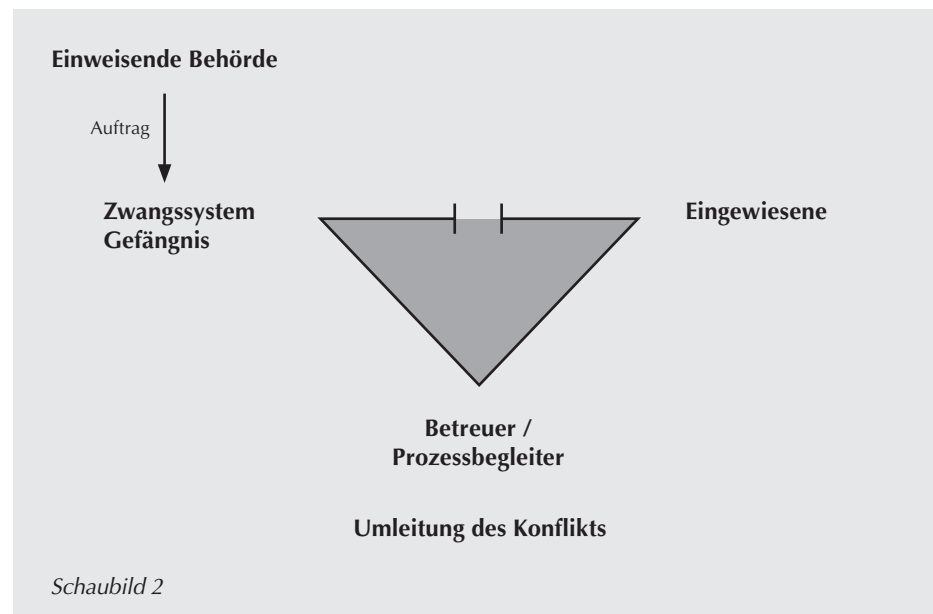 Einweisende Behörde
Auftrag
Zwangssystem
Gefängnis
Eingewiesene
Betreuer /
Prozessbegleiter
Umleitung des Konflikts
Schaubild 2